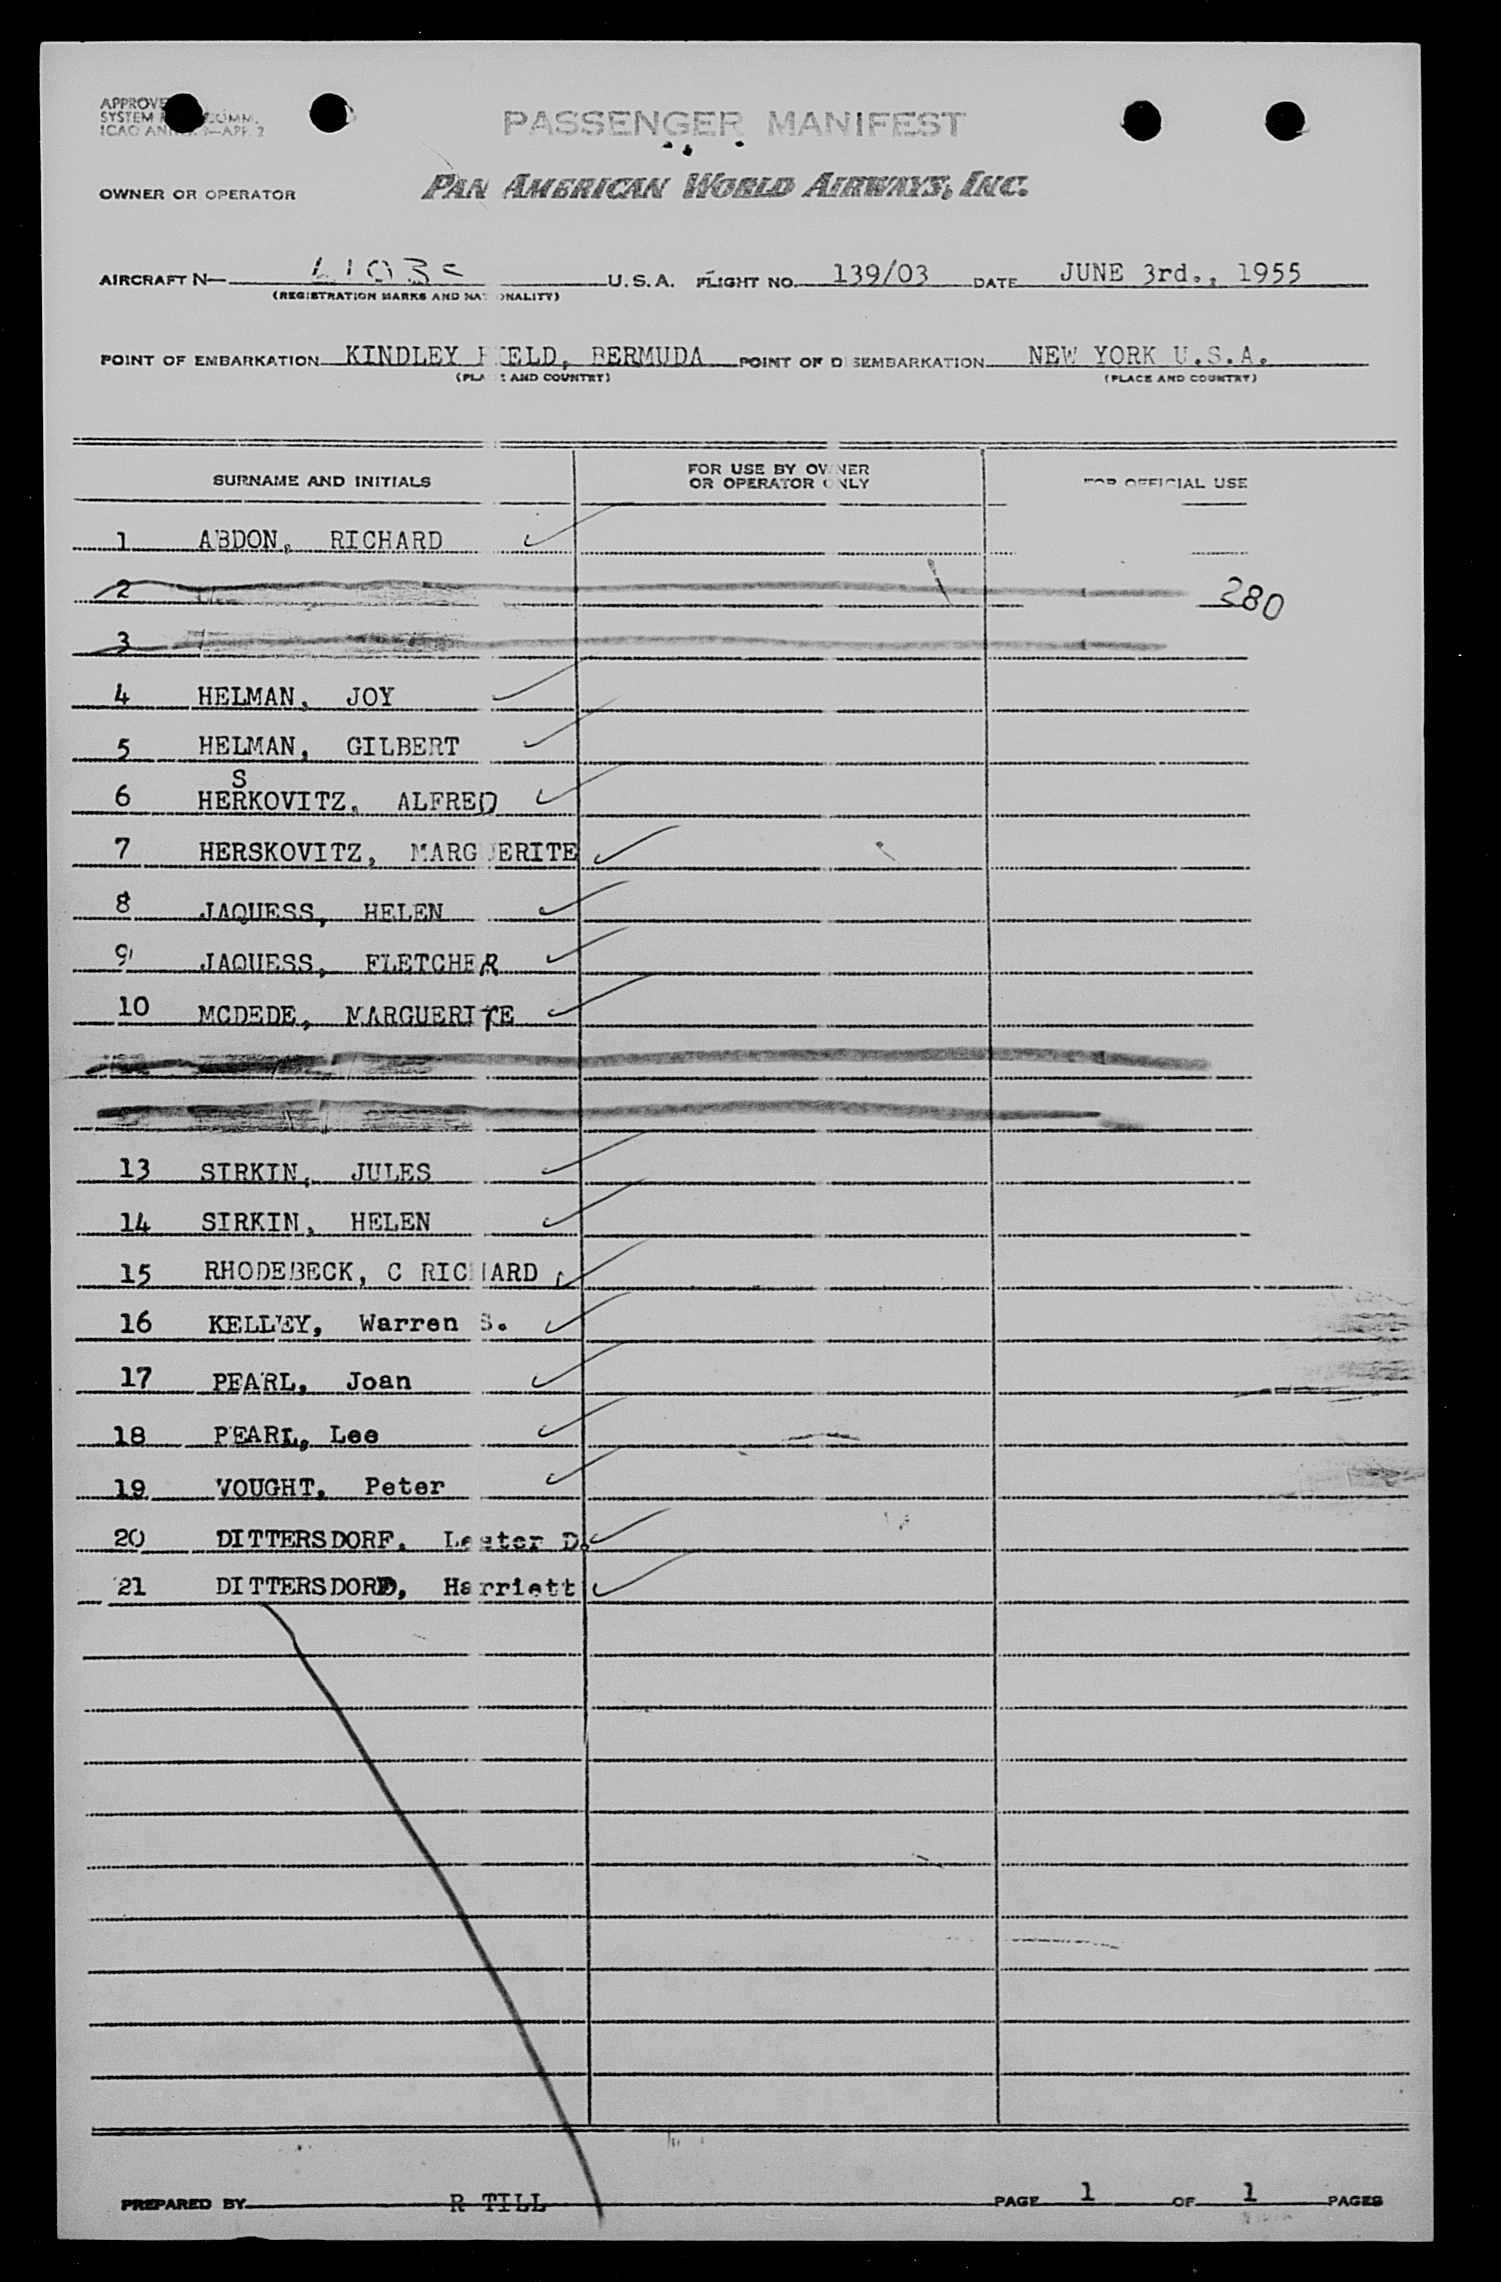 PASSENGER MANIFEST
OWNER OR OPERATOR PAN AMERICAN WORLD AIRWAYS, INC.
AIRCRAFT N— U.S.A. FLIGHT NO. 139/03 DATE JUNE 3rd., 1955
(REGISTRATION MARKS AND NATIONALITY)
POINT OF EMBARKATION KINDLEY FIELD, BERMUDA POINT OF DISEMBARKATION NEW YORK U.S.A.
(PLACE AND COUNTRY) (PLACE AND COUNTRY)
SURNAME AND INITIALS FOR USE BY OWNER OR OPERATOR ONLY FOR OFFICIAL USE
1 ABDON, RICHARD
2 280
3
4 HELMAN, JOY
5 HELMAN, GILBERT
S
6 HERKOVITZ, ALFRED
7 HERSKOVITZ, MARGUERITE
8 JAQUESS, HELEN
9 JAQUESS, FLETCHER
10 MCDEDE, MARGUERITE
13 SIRKIN, JULES
14 SIRKIN, HELEN
15 RHODEBECK, C RICHARD
16 KELLEY, Warren S.
17 PEARL, Joan
18 PEARL, Lee
19 VOUGHT, Peter
20 DITTERSDORF, Lester D.
21 DITTERSDORF, Harriett
PREPARED BY R TILL PAGE 1 OF 1 PAGES